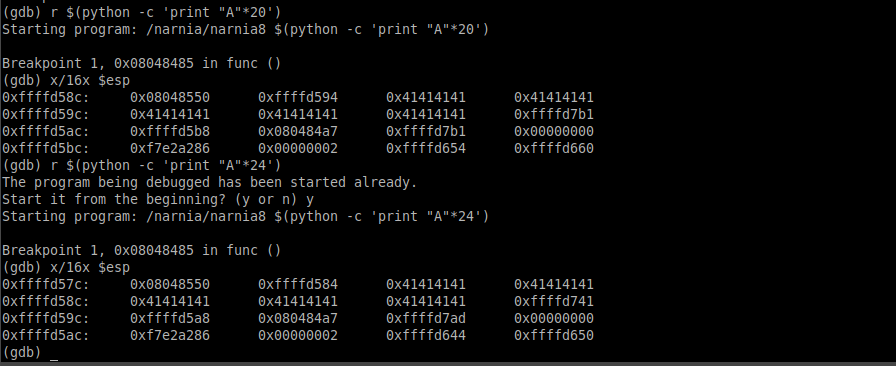 (gdb) r $(python -c 'print "A"*20')
Starting program: /narnia/narnia8 $(python -c 'print "A"*20')

Breakpoint 1, 0x08048485 in func ()
(gdb) x/16x $esp
0xffffd58c: 0x08048550 0xffffd594 0x41414141 0x41414141
0xffffd59c: 0x41414141 0x41414141 0x41414141 0xffffd7b1
0xffffd5ac: 0xffffd5b8 0x080484a7 0xffffd7b1 0x00000000
0xffffd5bc: 0xf7e2a286 0x00000002 0xffffd654 0xffffd660
(gdb) r $(python -c 'print "A"*24')
The program being debugged has been started already.
Start it from the beginning? (y or n) y
Starting program: /narnia/narnia8 $(python -c 'print "A"*24')

Breakpoint 1, 0x08048485 in func ()
(gdb) x/16x $esp
0xffffd57c: 0x08048550 0xffffd584 0x41414141 0x41414141
0xffffd58c: 0x41414141 0x41414141 0x41414141 0xffffd741
0xffffd59c: 0xffffd5a8 0x080484a7 0xffffd7ad 0x00000000
0xffffd5ac: 0xf7e2a286 0x00000002 0xffffd644 0xffffd650
(gdb) _